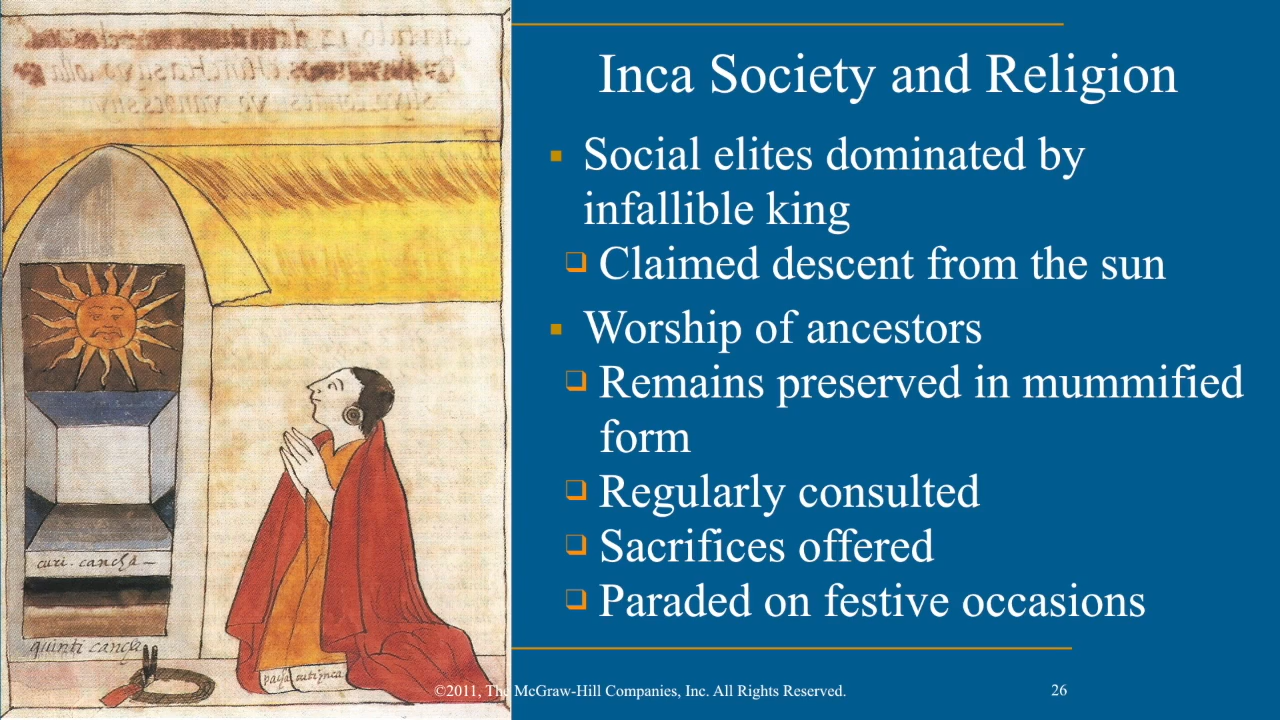 Inca Society and Religion
▪ Social elites dominated by
infallible king
❑ Claimed descent from the sun
▪ Worship of ancestors
❑ Remains preserved in mummified
form
❑ Regularly consulted
❑ Sacrifices offered
❑ Paraded on festive occasions
curi-cancha
quinti cancha
©2011, The McGraw-Hill Companies, Inc. All Rights Reserved.
26